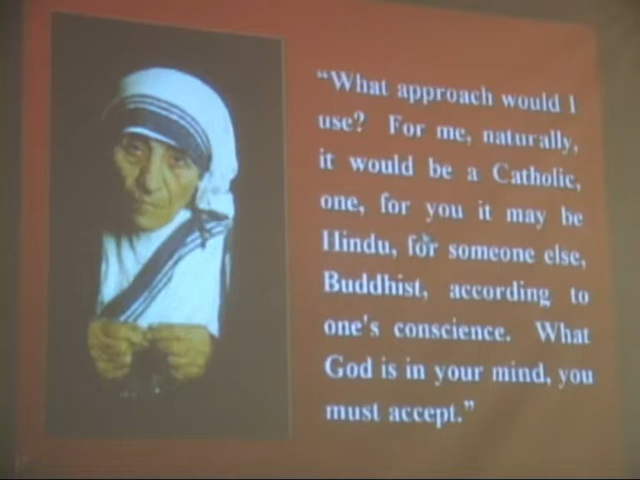 “What approach would I
use? For me, naturally,
it would be a Catholic,
one, for you it may be
Hindu, for someone else,
Buddhist, according to
one's conscience. What
God is in your mind, you
must accept.”